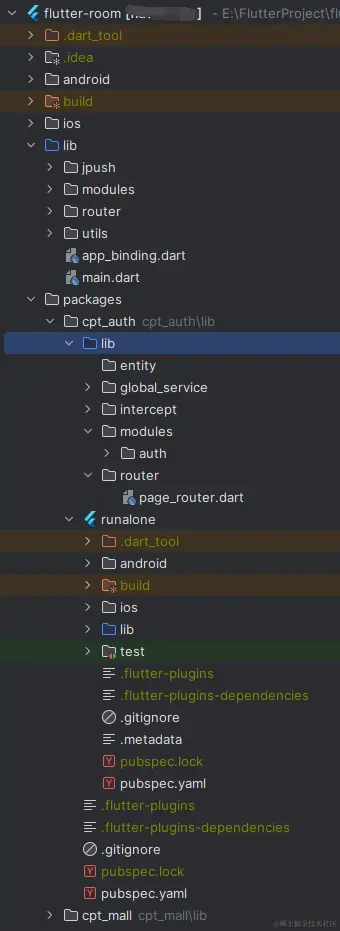 flutter-room [ ] - E:\FlutterProject\fl
.dart_tool
.idea
android
build
ios
lib
jpush
modules
router
utils
app_binding.dart
main.dart
packages
cpt_auth cpt_auth\lib
lib
entity
global_service
intercept
modules
auth
router
page_router.dart
runalone
.dart_tool
android
build
ios
lib
test
.flutter-plugins
.flutter-plugins-dependencies
.gitignore
.metadata
pubspec.lock
pubspec.yaml
.flutter-plugins
.flutter-plugins-dependencies
.gitignore
pubspec.lock
pubspec.yaml
cpt_mall cpt_mall\lib
@稀土掘金技术社区